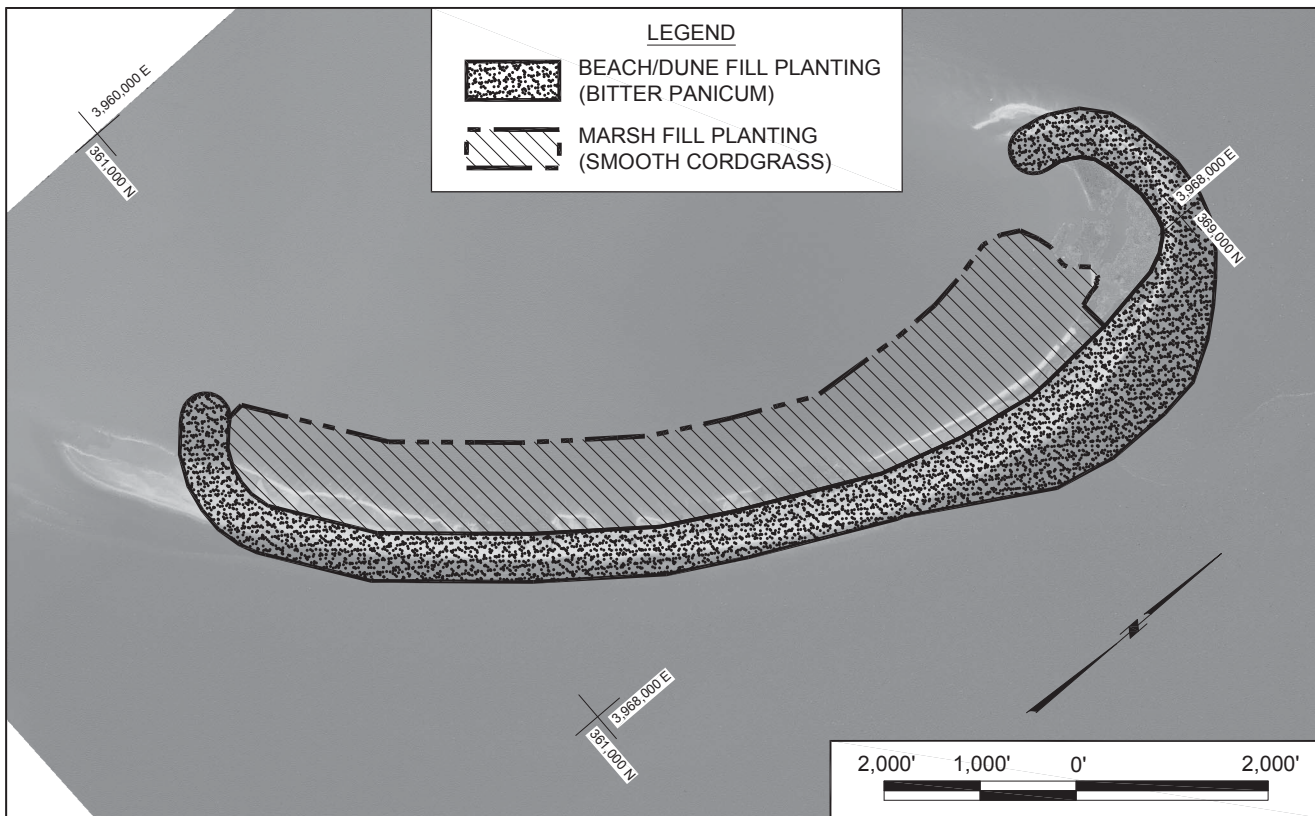 LEGEND
BEACH/DUNE FILL PLANTING
(BITTER PANICUM)
MARSH FILL PLANTING
(SMOOTH CORDGRASS)
3,960,000 E
361,000 N
3,968,000 E
369,000 N
3,968,000 E
361,000 N
2,000' 1,000' 0' 2,000'